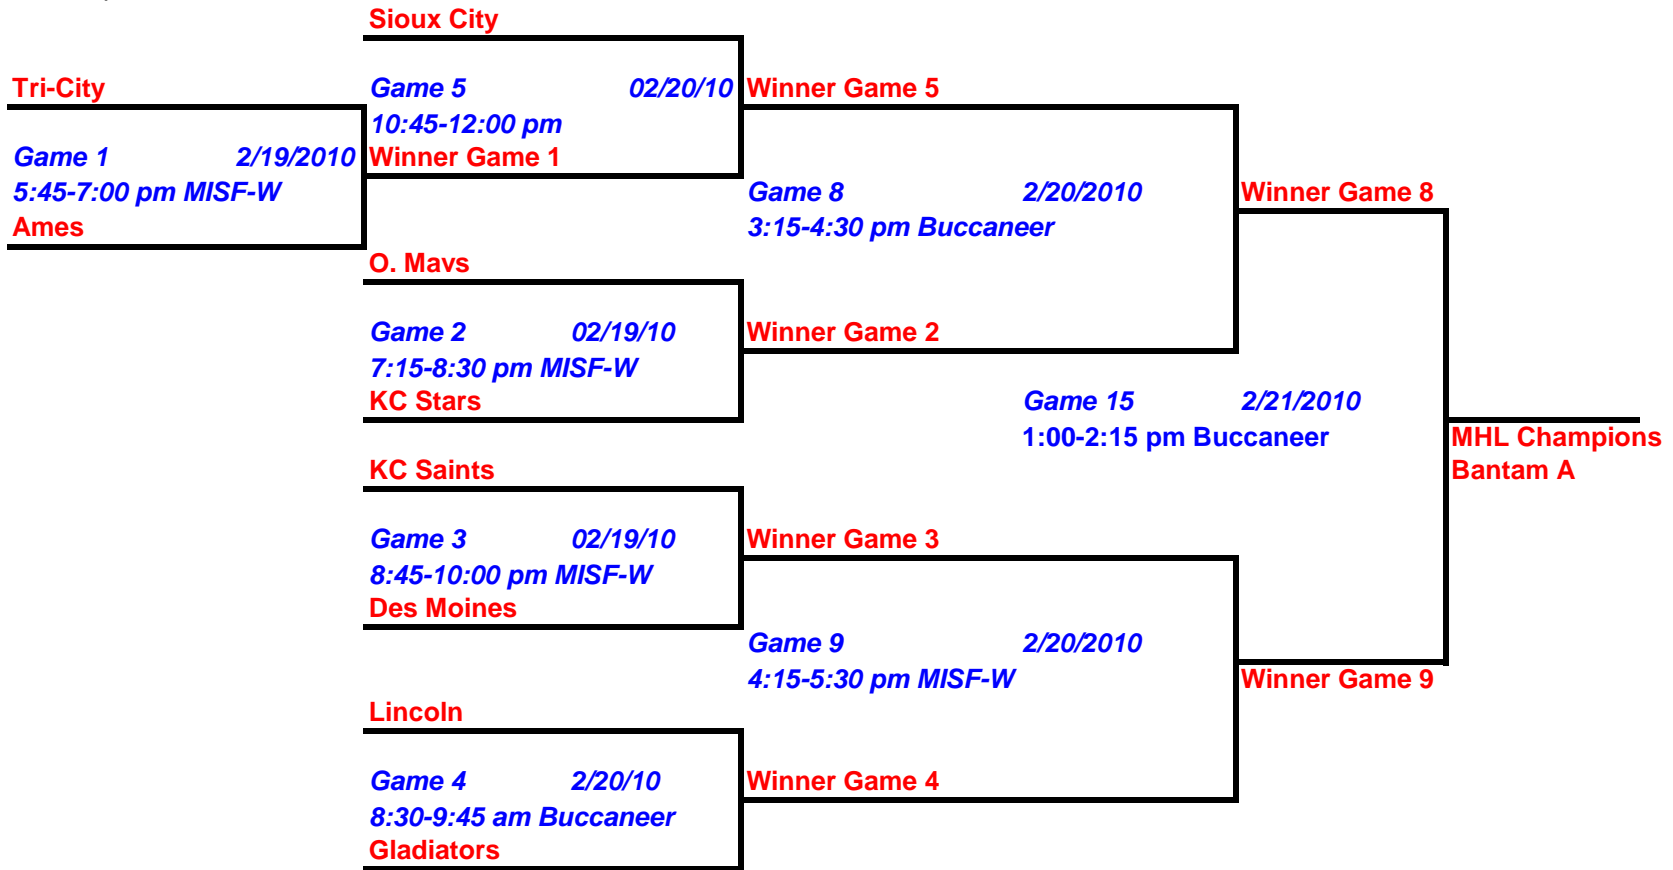 Sioux City
Tri-City
Game 5 02/20/10 Winner Game 5
10:45-12:00 pm
Game 1 2/19/2010 Winner Game 1
5:45-7:00 pm MISF-W
Game 8 2/20/2010 Winner Game 8
Ames
3:15-4:30 pm Buccaneer
O. Mavs
Game 2 02/19/10 Winner Game 2
7:15-8:30 pm MISF-W
KC Stars
Game 15 2/21/2010
1:00-2:15 pm Buccaneer
MHL Champions
Bantam A
KC Saints
Game 3 02/19/10 Winner Game 3
8:45-10:00 pm MISF-W
Des Moines
Game 9 2/20/2010
4:15-5:30 pm MISF-W
Winner Game 9
Lincoln
Game 4 2/20/10 Winner Game 4
8:30-9:45 am Buccaneer
Gladiators